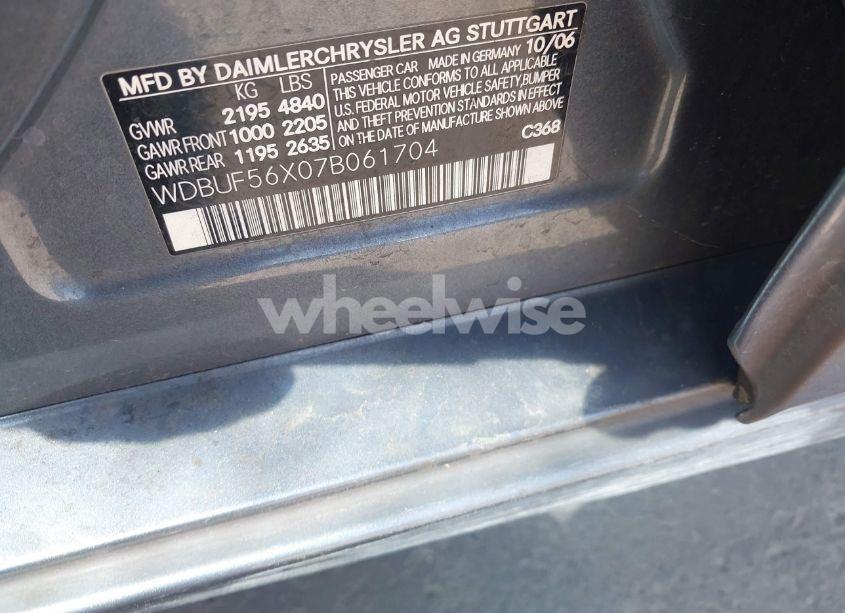 MFD BY DAIMLERCHRYSLER AG STUTTGART
KG LBS
GVWR 2195 4840
GAWR.FRONT 1000 2205
GAWR.REAR 1195 2635
PASSENGER CAR MADE IN GERMANY 10/06
THIS VEHICLE CONFORMS TO ALL APPLICABLE
U.S. FEDERAL MOTOR VEHICLE SAFETY, BUMPER
AND THEFT PREVENTION STANDARDS IN EFFECT
ON THE DATE OF MANUFACTURE SHOWN ABOVE
WDBUF56X07B061704
C368
wheelwise